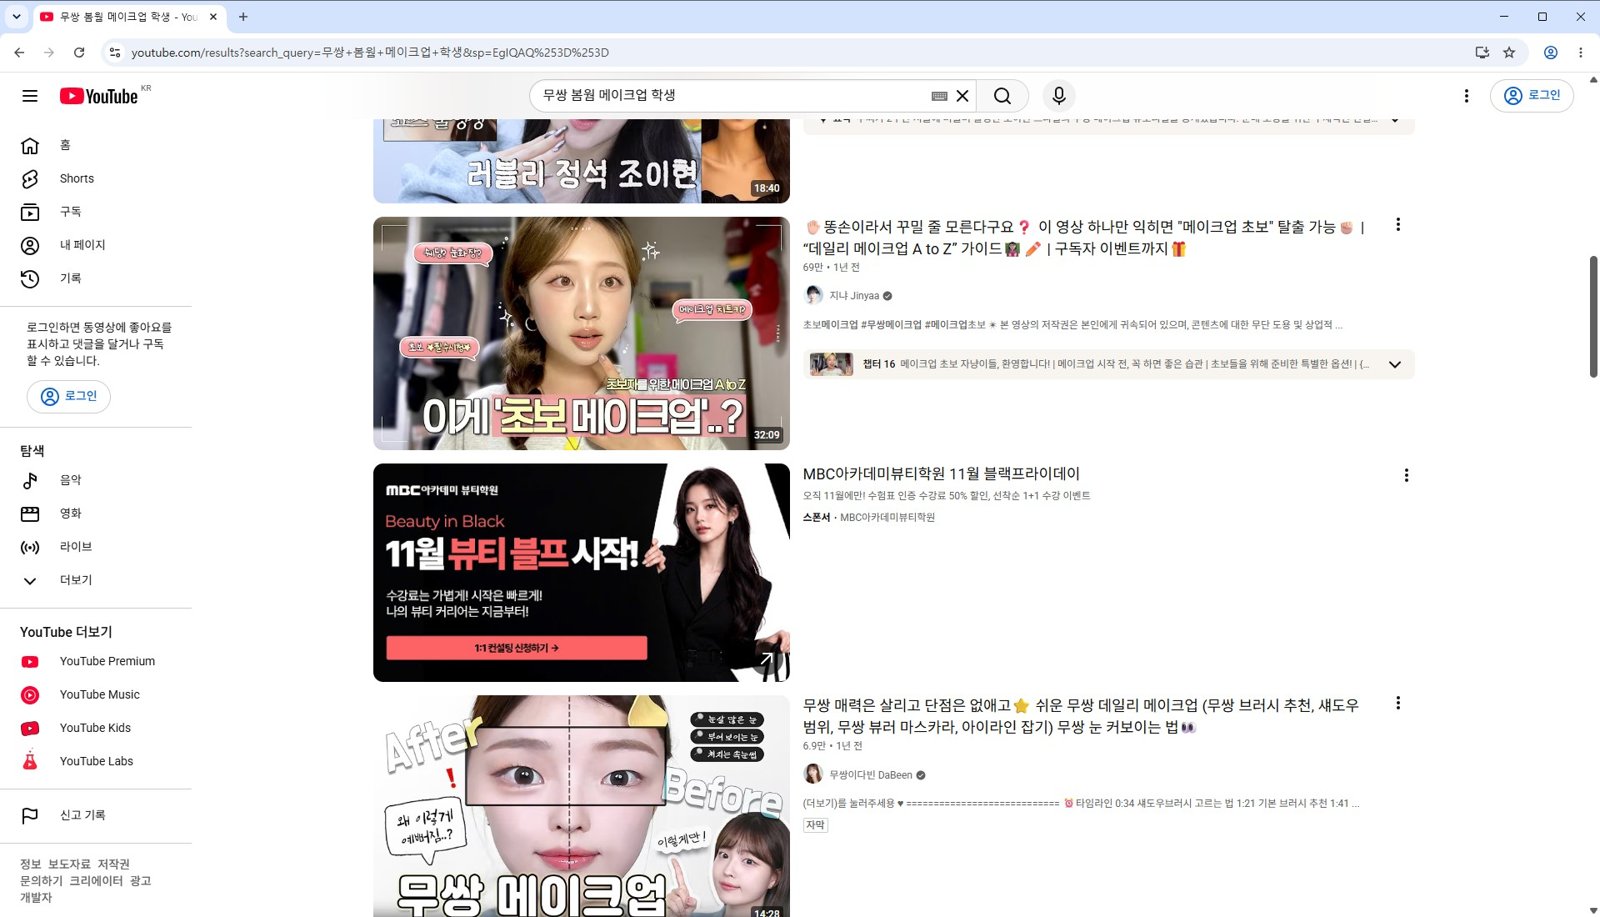 무쌍 봄웜 메이크업 학생 - You
youtube.com/results?search_query=무쌍+봄웜+메이크업+학생&sp=EgIQAQ%253D%253D
YouTube KR
무쌍 봄웜 메이크업 학생
로그인
홈
Shorts
구독
내 페이지
기록
로그인하면 동영상에 좋아요를
표시하고 댓글을 달거나 구독
할 수 있습니다.
로그인
탐색
음악
영화
라이브
더보기
YouTube 더보기
YouTube Premium
YouTube Music
YouTube Kids
YouTube Labs
신고 기록
정보 보도자료 저작권
문의하기 크리에이터 광고
개발자
러블리 정석 조이현
18:40
메이크업 치트키?
초보자를 위한 메이크업 A to Z
이게 '초보 메이크업'..?
32:09
✋🏻똥손이라서 꾸밀 줄 모른다구요❓ 이 영상 하나만 익히면 "메이크업 초보" 탈출 가능✊🏻 |
“데일리 메이크업 A to Z” 가이드 | 구독자 이벤트까지🎁
69만 • 1년 전
지냐 Jinyaa
초보메이크업 #무쌍메이크업 #메이크업초보 ☀ 본 영상의 저작권은 본인에게 귀속되어 있으며, 콘텐츠에 대한 무단 도용 및 상업적 ...
챕터 16 메이크업 초보 자냥이들, 환영합니다! | 메이크업 시작 전, 꼭 하면 좋은 습관 | 초보들을 위해 준비한 특별한 옵션! | {...
MBC아카데미 뷰티학원
Beauty in Black
11월 뷰티 블프 시작!
수강료는 가볍게! 시작은 빠르게!
나의 뷰티 커리어는 지금부터!
1:1 컨설팅 신청하기 →
MBC아카데미뷰티학원 11월 블랙프라이데이
오직 11월에만! 수험표 인증 수강료 50% 할인, 선착순 1+1 수강 이벤트
스폰서 • MBC아카데미뷰티학원
After
Before
눈살 많은 눈
부어 보이는 눈
쳐지는 속눈썹
왜 이렇게
예뻐짐..?
이렇게만!
무쌍 메이크업
14:28
무쌍 매력은 살리고 단점은 없애고⭐ 쉬운 무쌍 데일리 메이크업 (무쌍 브러시 추천, 섀도우
범위, 무쌍 뷰러 마스카라, 아이라인 잡기) 무쌍 눈 커보이는 법👀
6.9만 • 1년 전
무쌍이다빈 DaBeen
(더보기)를 눌러주세용 ♥ ============================ ⏰타임라인 0:34 섀도우브러시 고르는 법 1:21 기본 브러시 추천 1:41 ...
자막